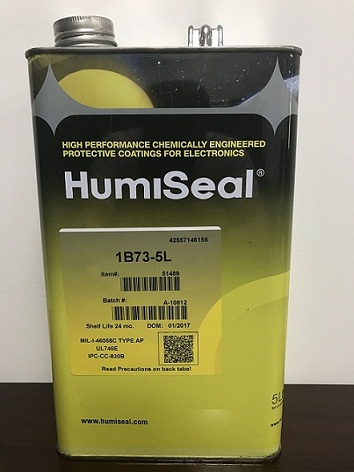 HIGH PERFORMANCE CHEMICALLY ENGINEERED
PROTECTIVE COATINGS FOR ELECTRONICS
HumiSeal®
42557146156
1B73-5L
Item#: 51489
Batch #: A-10812
Shelf Life 24 mo. DOM: 01/2017
MIL-I-46058C TYPE AP
UL746E
IPC-CC-830B
Read Precautions on back label
5L
www.humiseal.com